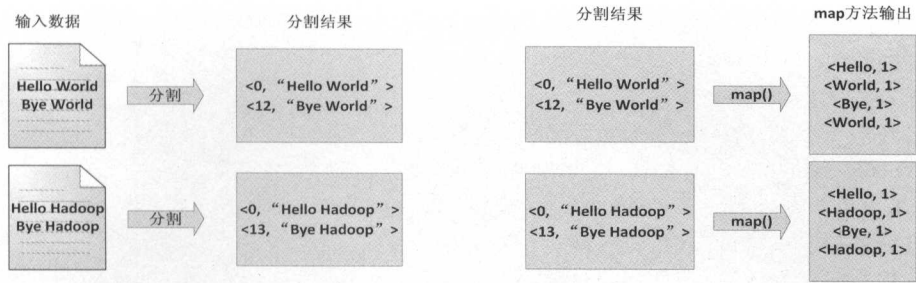 输入数据
分割结果
Hello World
Bye World
分割
<0, “Hello World” >
<12, “Bye World” >
Hello Hadoop
Bye Hadoop
分割
<0, “Hello Hadoop” >
<13, “Bye Hadoop” >
分割结果
map方法输出
<0, “Hello World” >
<12, “Bye World” >
map()
<Hello, 1>
<World, 1>
<Bye, 1>
<World, 1>
<0, “Hello Hadoop” >
<13, “Bye Hadoop” >
map()
<Hello, 1>
<Hadoop, 1>
<Bye, 1>
<Hadoop, 1>